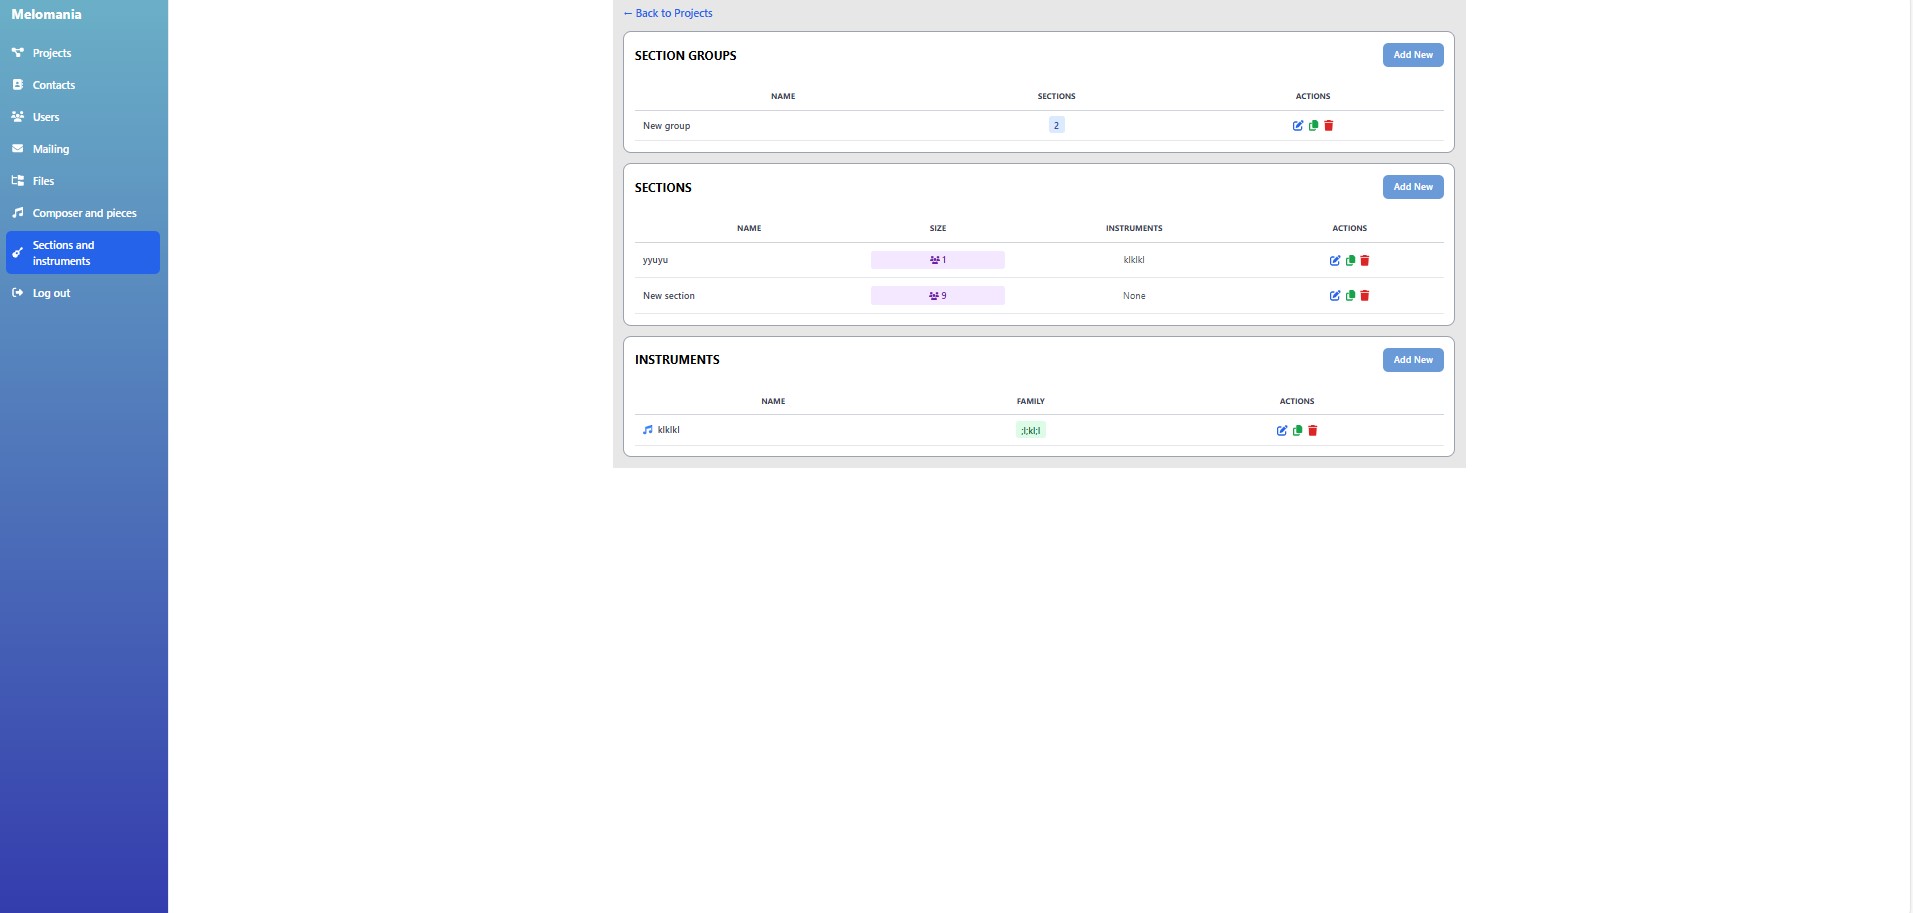 Melomania
Projects
Contacts
Users
Mailing
Files
Composer and pieces
Sections and
instruments
Log out
← Back to Projects
SECTION GROUPS
Add New
NAME SECTIONS ACTIONS
New group 2
SECTIONS
Add New
NAME SIZE INSTRUMENTS ACTIONS
yyuyu 1 klklkl
New section 9 None
INSTRUMENTS
Add New
NAME FAMILY ACTIONS
klklkl ;l;kl;l